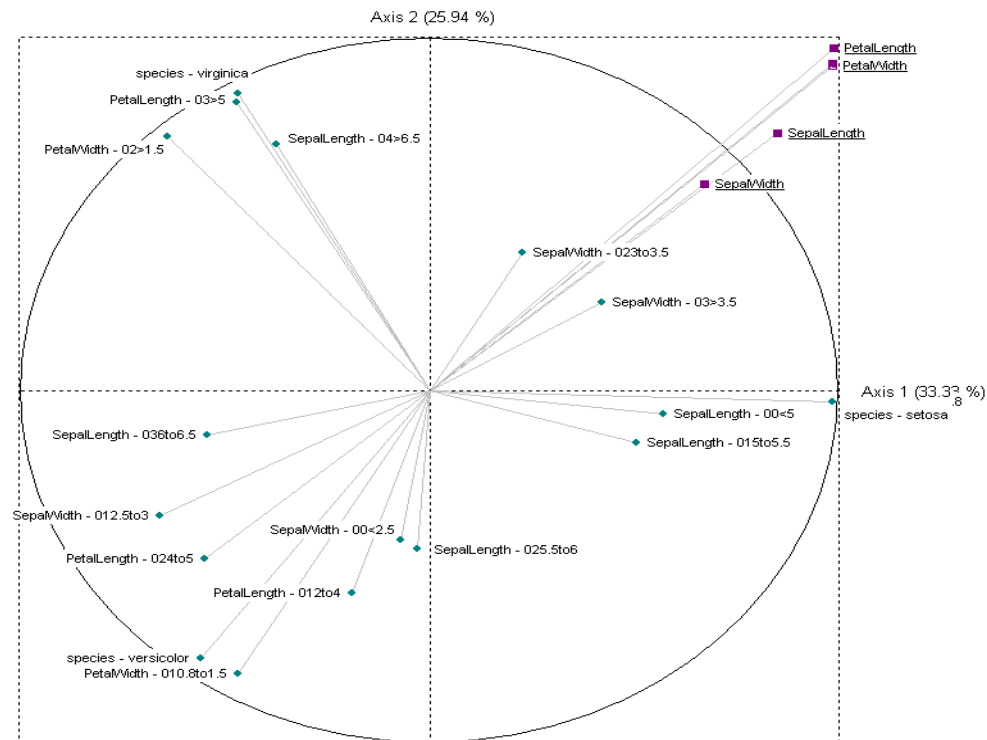 Axis 2 (25.94 %)
PetalLength
PetalWidth
species - virginica
PetalLength - 03>5
SepalLength
SepalLength - 04>6.5
PetalWidth - 02>1.5
SepalWidth
SepalWidth - 023to3.5
SepalWidth - 03>3.5
Axis 1 (33.33 %)
.8
SepalLength - 00<5
species - setosa
SepalLength - 036to6.5
SepalLength - 015to5.5
SepalWidth - 012.5to3
SepalWidth - 00<2.5
SepalLength - 025.5to6
PetalLength - 024to5
PetalLength - 012to4
species - versicolor
PetalWidth - 010.8to1.5